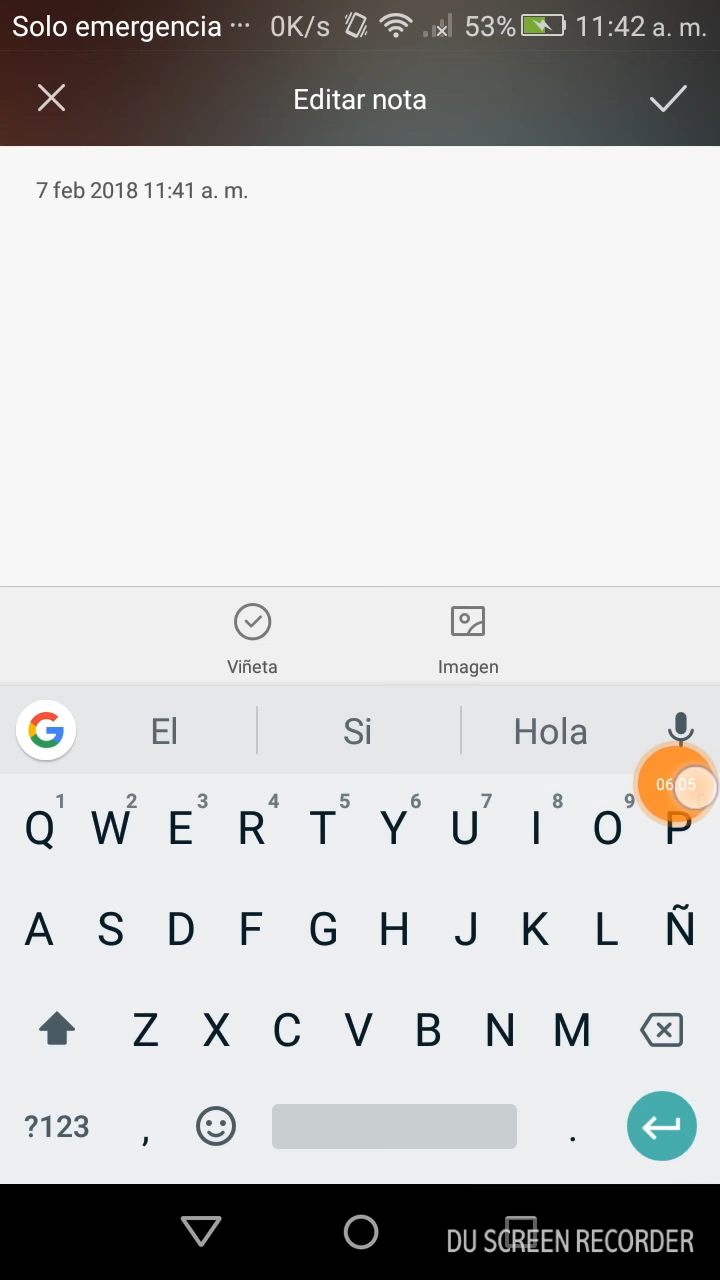 Solo emergencia ··· 0K/s 53% 11:42 a. m.
Editar nota
7 feb 2018 11:41 a. m.
Viñeta Imagen
G El Si Hola
06:05
1 2 3 4 5 6 7 8 9
Q W E R T Y U I O P
A S D F G H J K L Ñ
Z X C V B N M
?123 , .
DU SCREEN RECORDER